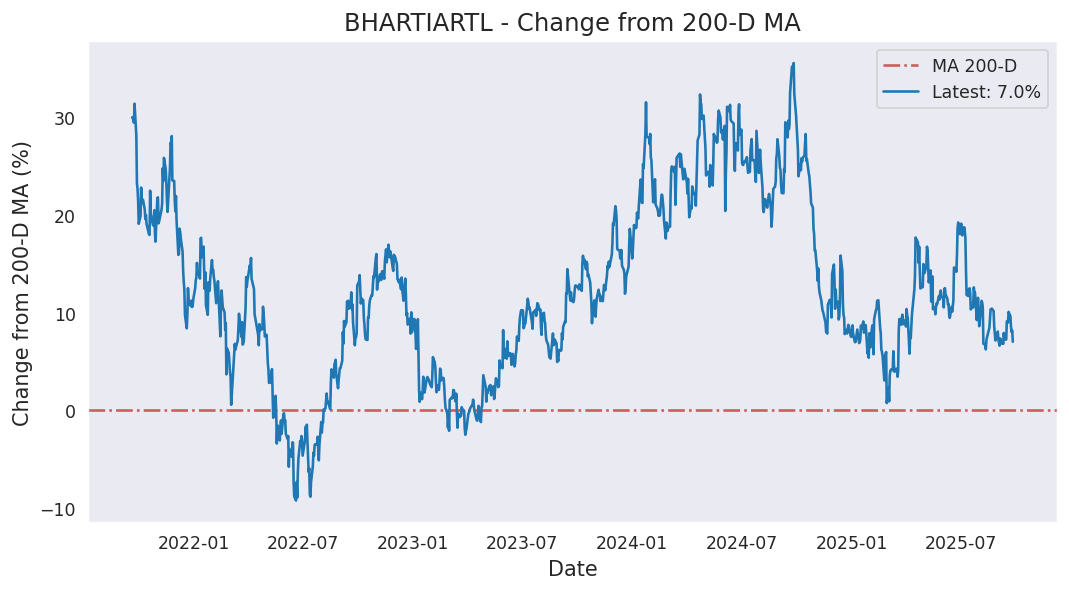 BHARTIARTL - Change from 200-D MA
MA 200-D
Latest: 7.0%
Change from 200-D MA (%)
30
20
10
0
−10
2022-01 2022-07 2023-01 2023-07 2024-01 2024-07 2025-01 2025-07
Date